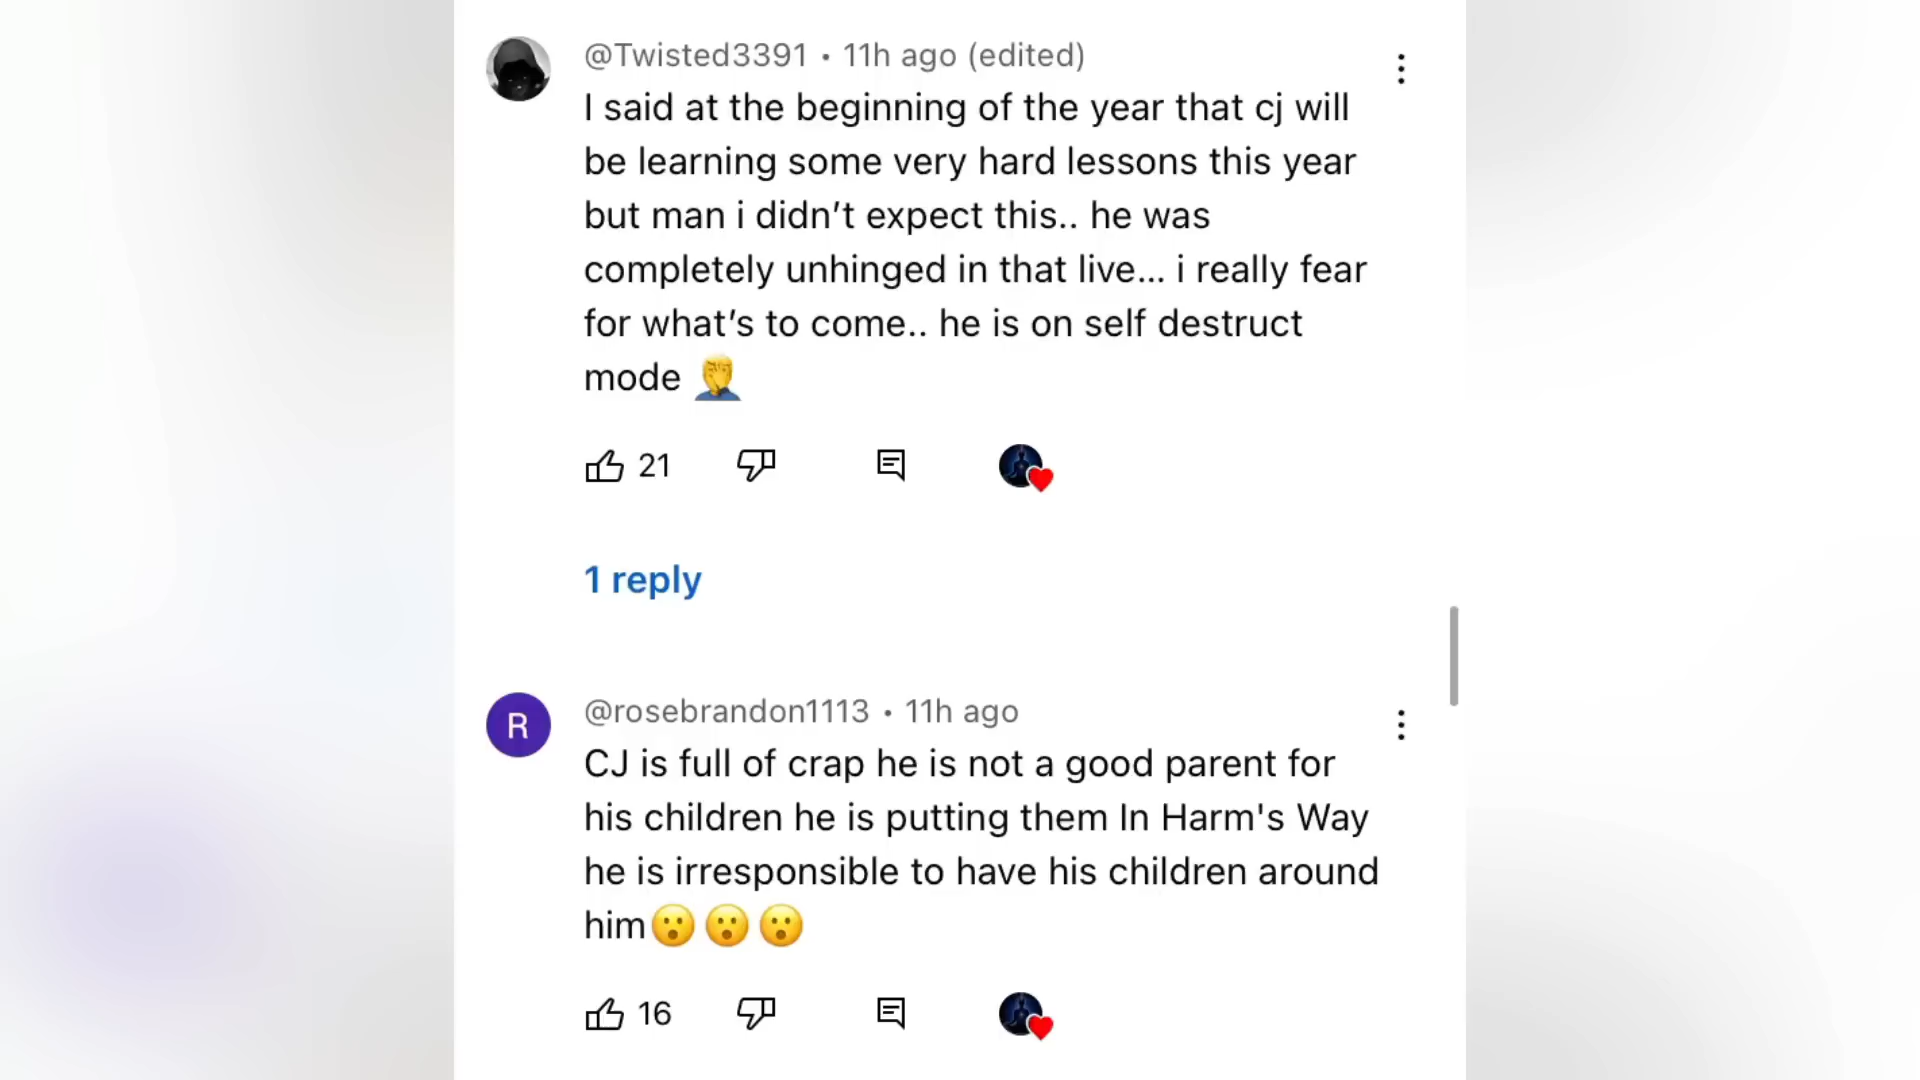 @Twisted3391 • 11h ago (edited)
I said at the beginning of the year that cj will
be learning some very hard lessons this year
but man i didn’t expect this.. he was
completely unhinged in that live... i really fear
for what’s to come.. he is on self destruct
mode 🤦
21
1 reply
R
@rosebrandon1113 • 11h ago
CJ is full of crap he is not a good parent for
his children he is putting them In Harm's Way
he is irresponsible to have his children around
him😮😮😮
16